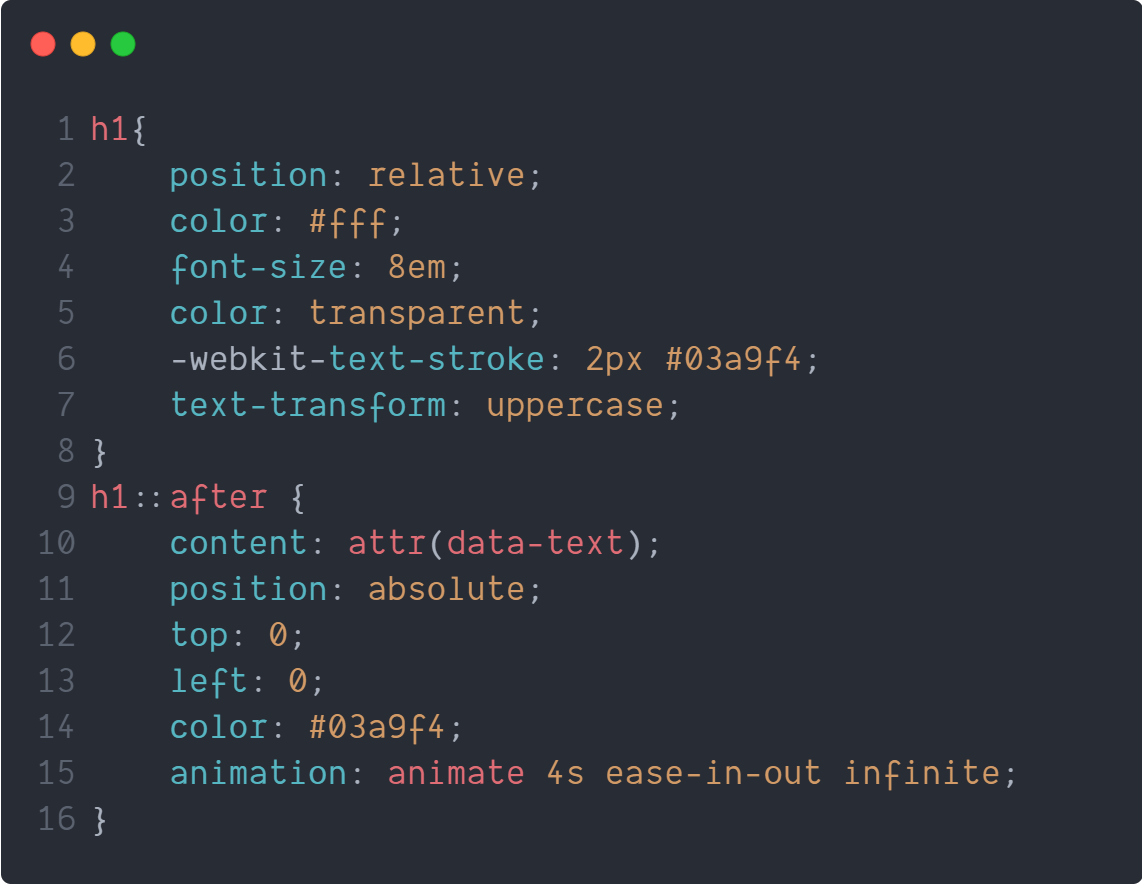 1 h1{
2     position: relative;
3     color: #fff;
4     font-size: 8em;
5     color: transparent;
6     -webkit-text-stroke: 2px #03a9f4;
7     text-transform: uppercase;
8 }
9 h1::after {
10     content: attr(data-text);
11     position: absolute;
12     top: 0;
13     left: 0;
14     color: #03a9f4;
15     animation: animate 4s ease-in-out infinite;
16 }